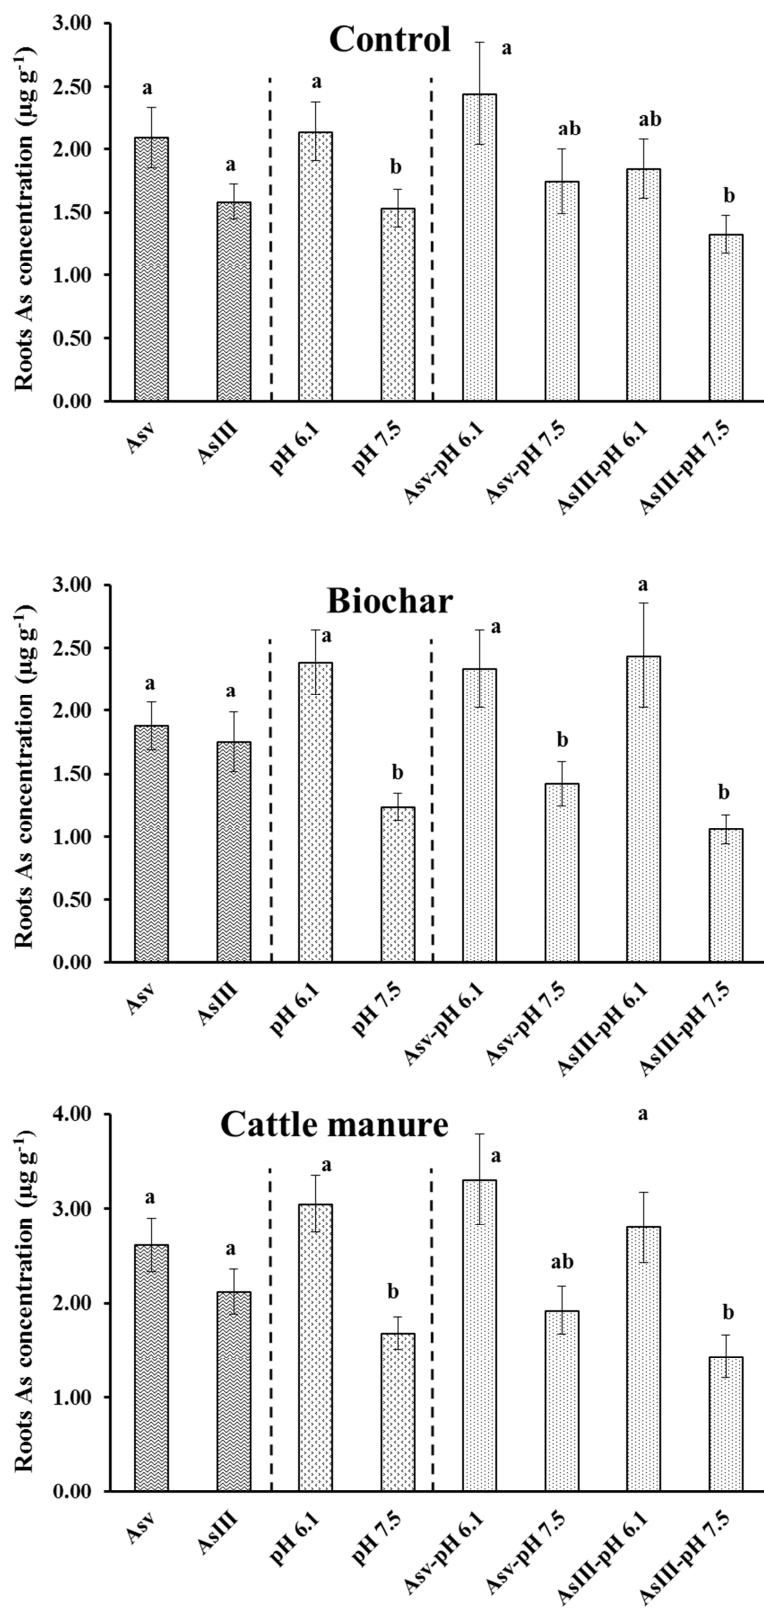 Control
Roots As concentration (µg g-1)
3.00
2.50
2.00
1.50
1.00
0.50
0.00
a
a
a
b
a
ab
ab
b
Asv
AsIII
pH 6.1
pH 7.5
Asv-pH 6.1
Asv-pH 7.5
AsIII-pH 6.1
AsIII-pH 7.5
Biochar
Roots As concentration (µg g-1)
3.00
2.50
2.00
1.50
1.00
0.50
0.00
a
a
a
b
a
b
a
b
Asv
AsIII
pH 6.1
pH 7.5
Asv-pH 6.1
Asv-pH 7.5
AsIII-pH 6.1
AsIII-pH 7.5
Cattle manure
Roots As concentration (µg g-1)
4.00
3.00
2.00
1.00
0.00
a
a
a
b
a
ab
a
b
Asv
AsIII
pH 6.1
pH 7.5
Asv-pH 6.1
Asv-pH 7.5
AsIII-pH 6.1
AsIII-pH 7.5